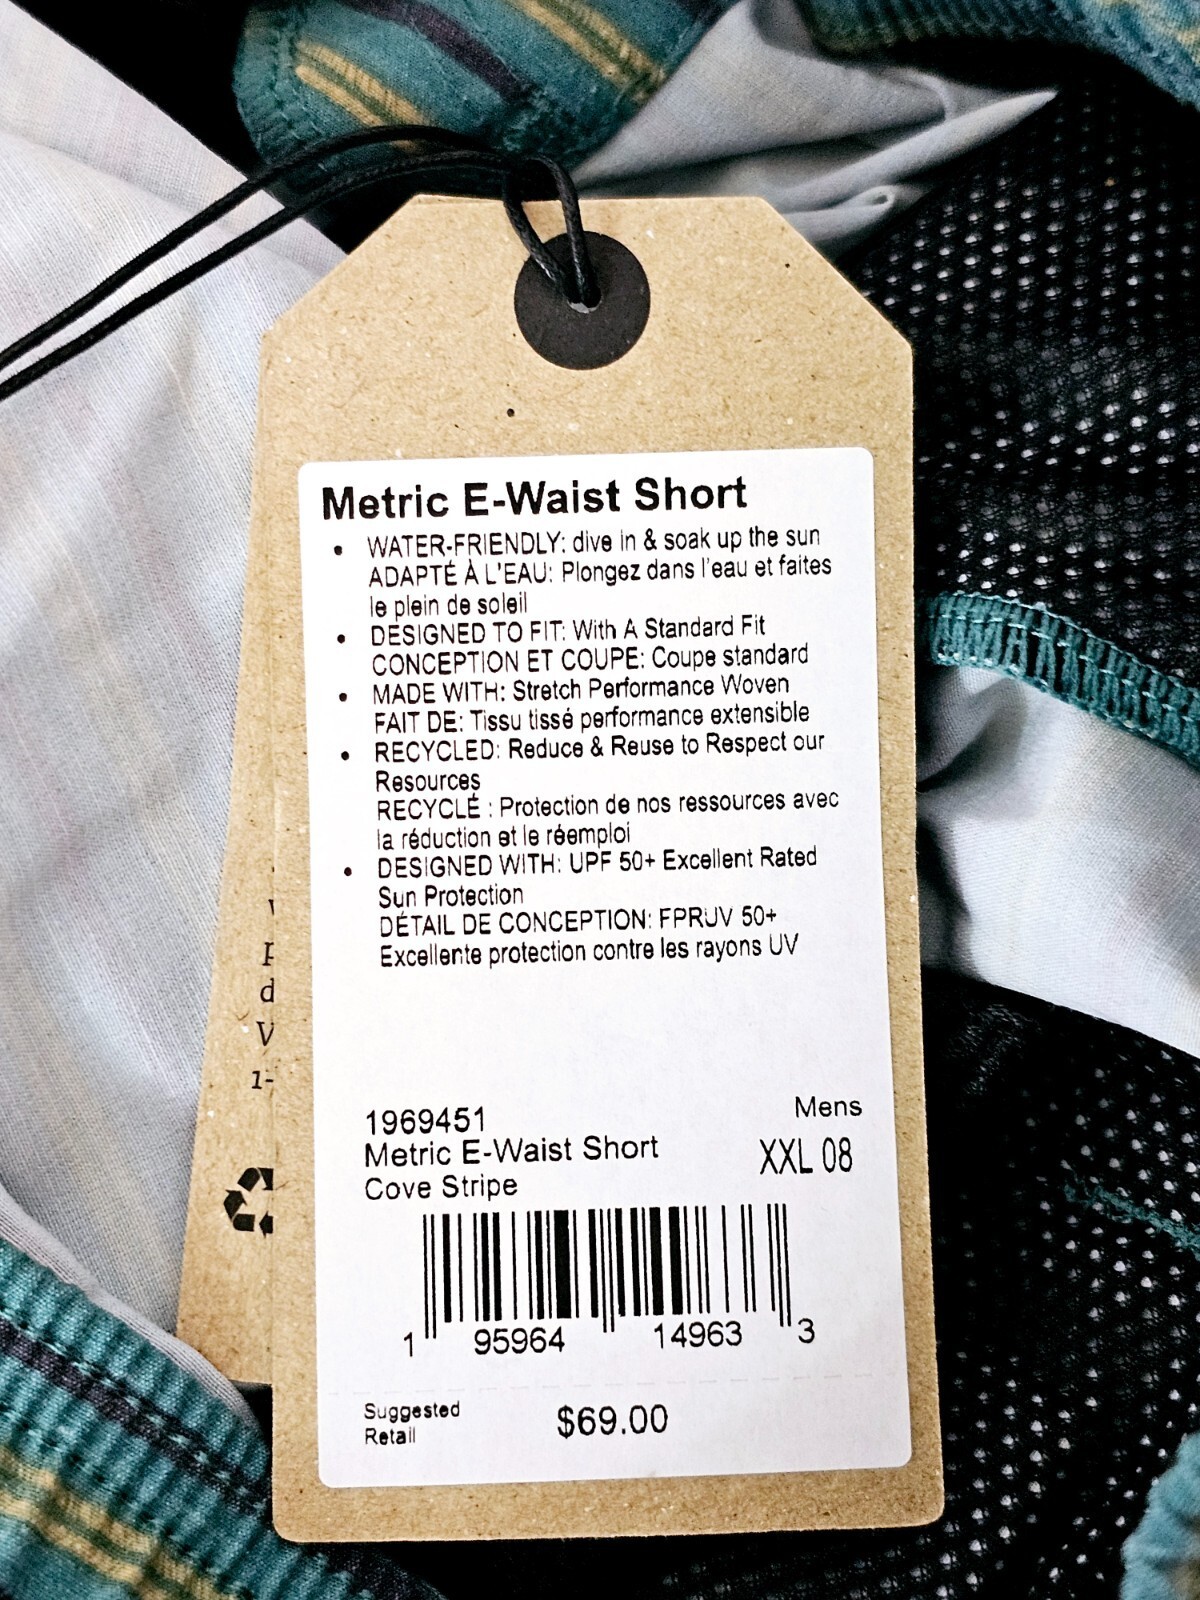 Metric E-Waist Short
• WATER-FRIENDLY: dive in & soak up the sun
ADAPTÉ À L'EAU: Plongez dans l'eau et faites
le plein de soleil
• DESIGNED TO FIT: With A Standard Fit
CONCEPTION ET COUPE: Coupe standard
• MADE WITH: Stretch Performance Woven
FAIT DE: Tissu tissé performance extensible
• RECYCLED: Reduce & Reuse to Respect our
Resources
RECYCLÉ : Protection de nos ressources avec
la réduction et le réemploi
• DESIGNED WITH: UPF 50+ Excellent Rated
Sun Protection
DÉTAIL DE CONCEPTION: FPRUV 50+
Excellente protection contre les rayons UV
1969451
Mens
Metric E-Waist Short
XXL 08
Cove Stripe
1 95964 14963 3
Suggested
Retail
$69.00